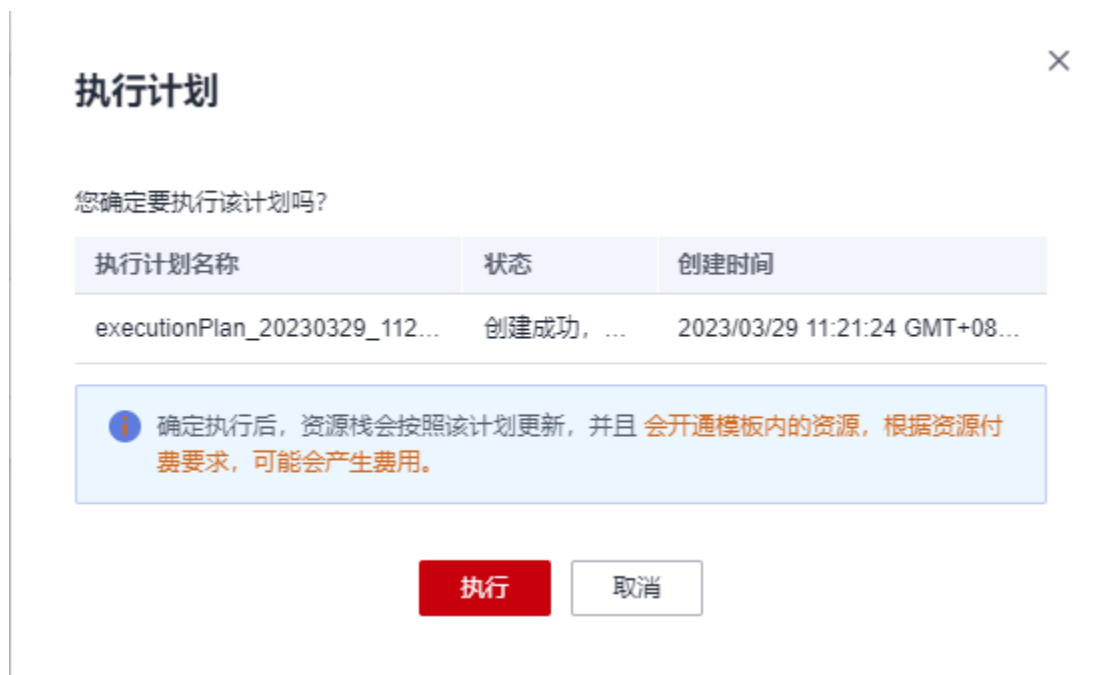 执行计划
您确定要执行该计划吗?
执行计划名称 状态 创建时间
executionPlan_20230329_112... 创建成功，... 2023/03/29 11:21:24 GMT+08...
确定执行后，资源栈会按照该计划更新，并且 会开通模板内的资源，根据资源付
费要求，可能会产生费用。
执行 取消